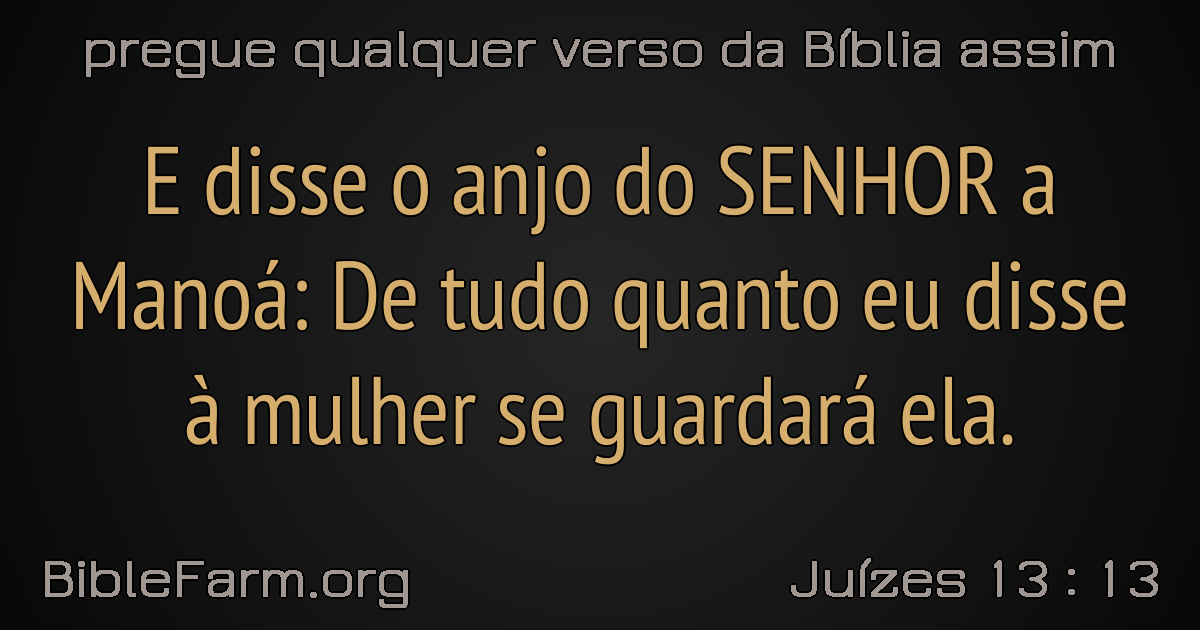 pregue qualquer verso da Bíblia assim
E disse o anjo do SENHOR a
Manoá: De tudo quanto eu disse
à mulher se guardará ela.
BibleFarm.org
Juízes 13 : 13